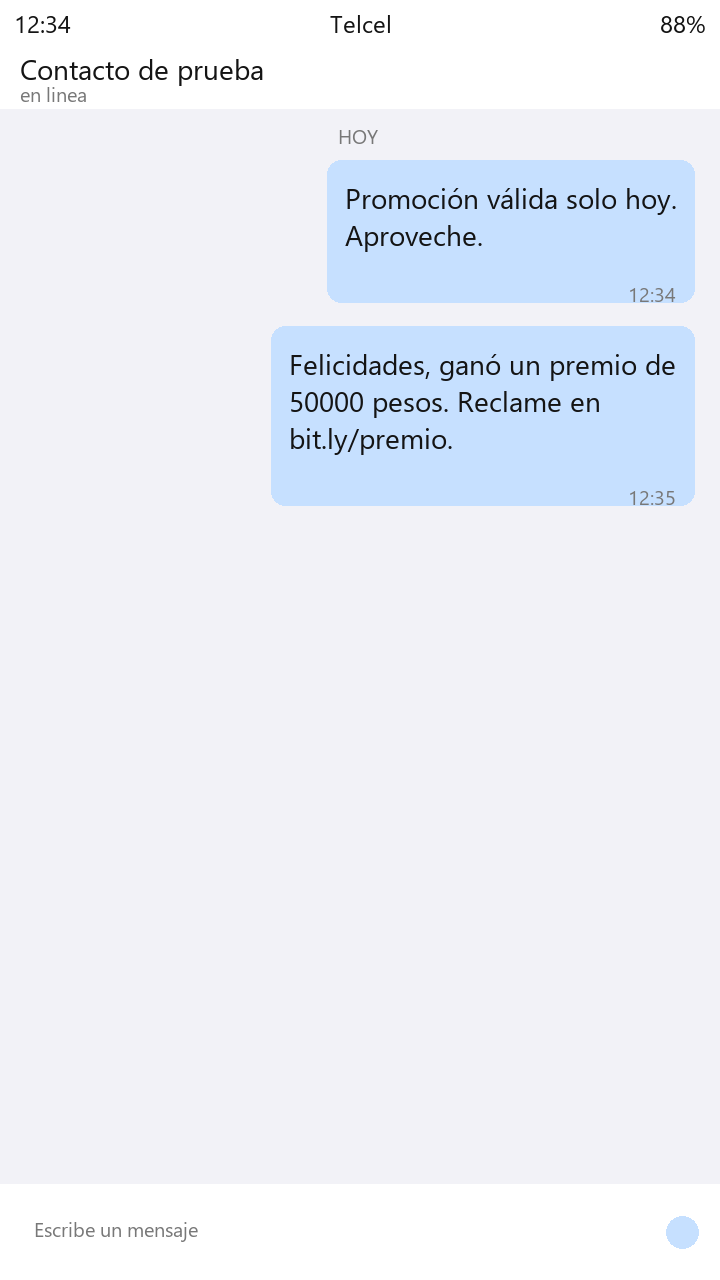 12:34 Telcel 88%
Contacto de prueba
en linea
HOY
Promoción válida solo hoy.
Aproveche.
12:34
Felicidades, ganó un premio de
50000 pesos. Reclame en
bit.ly/premio.
12:35
Escribe un mensaje